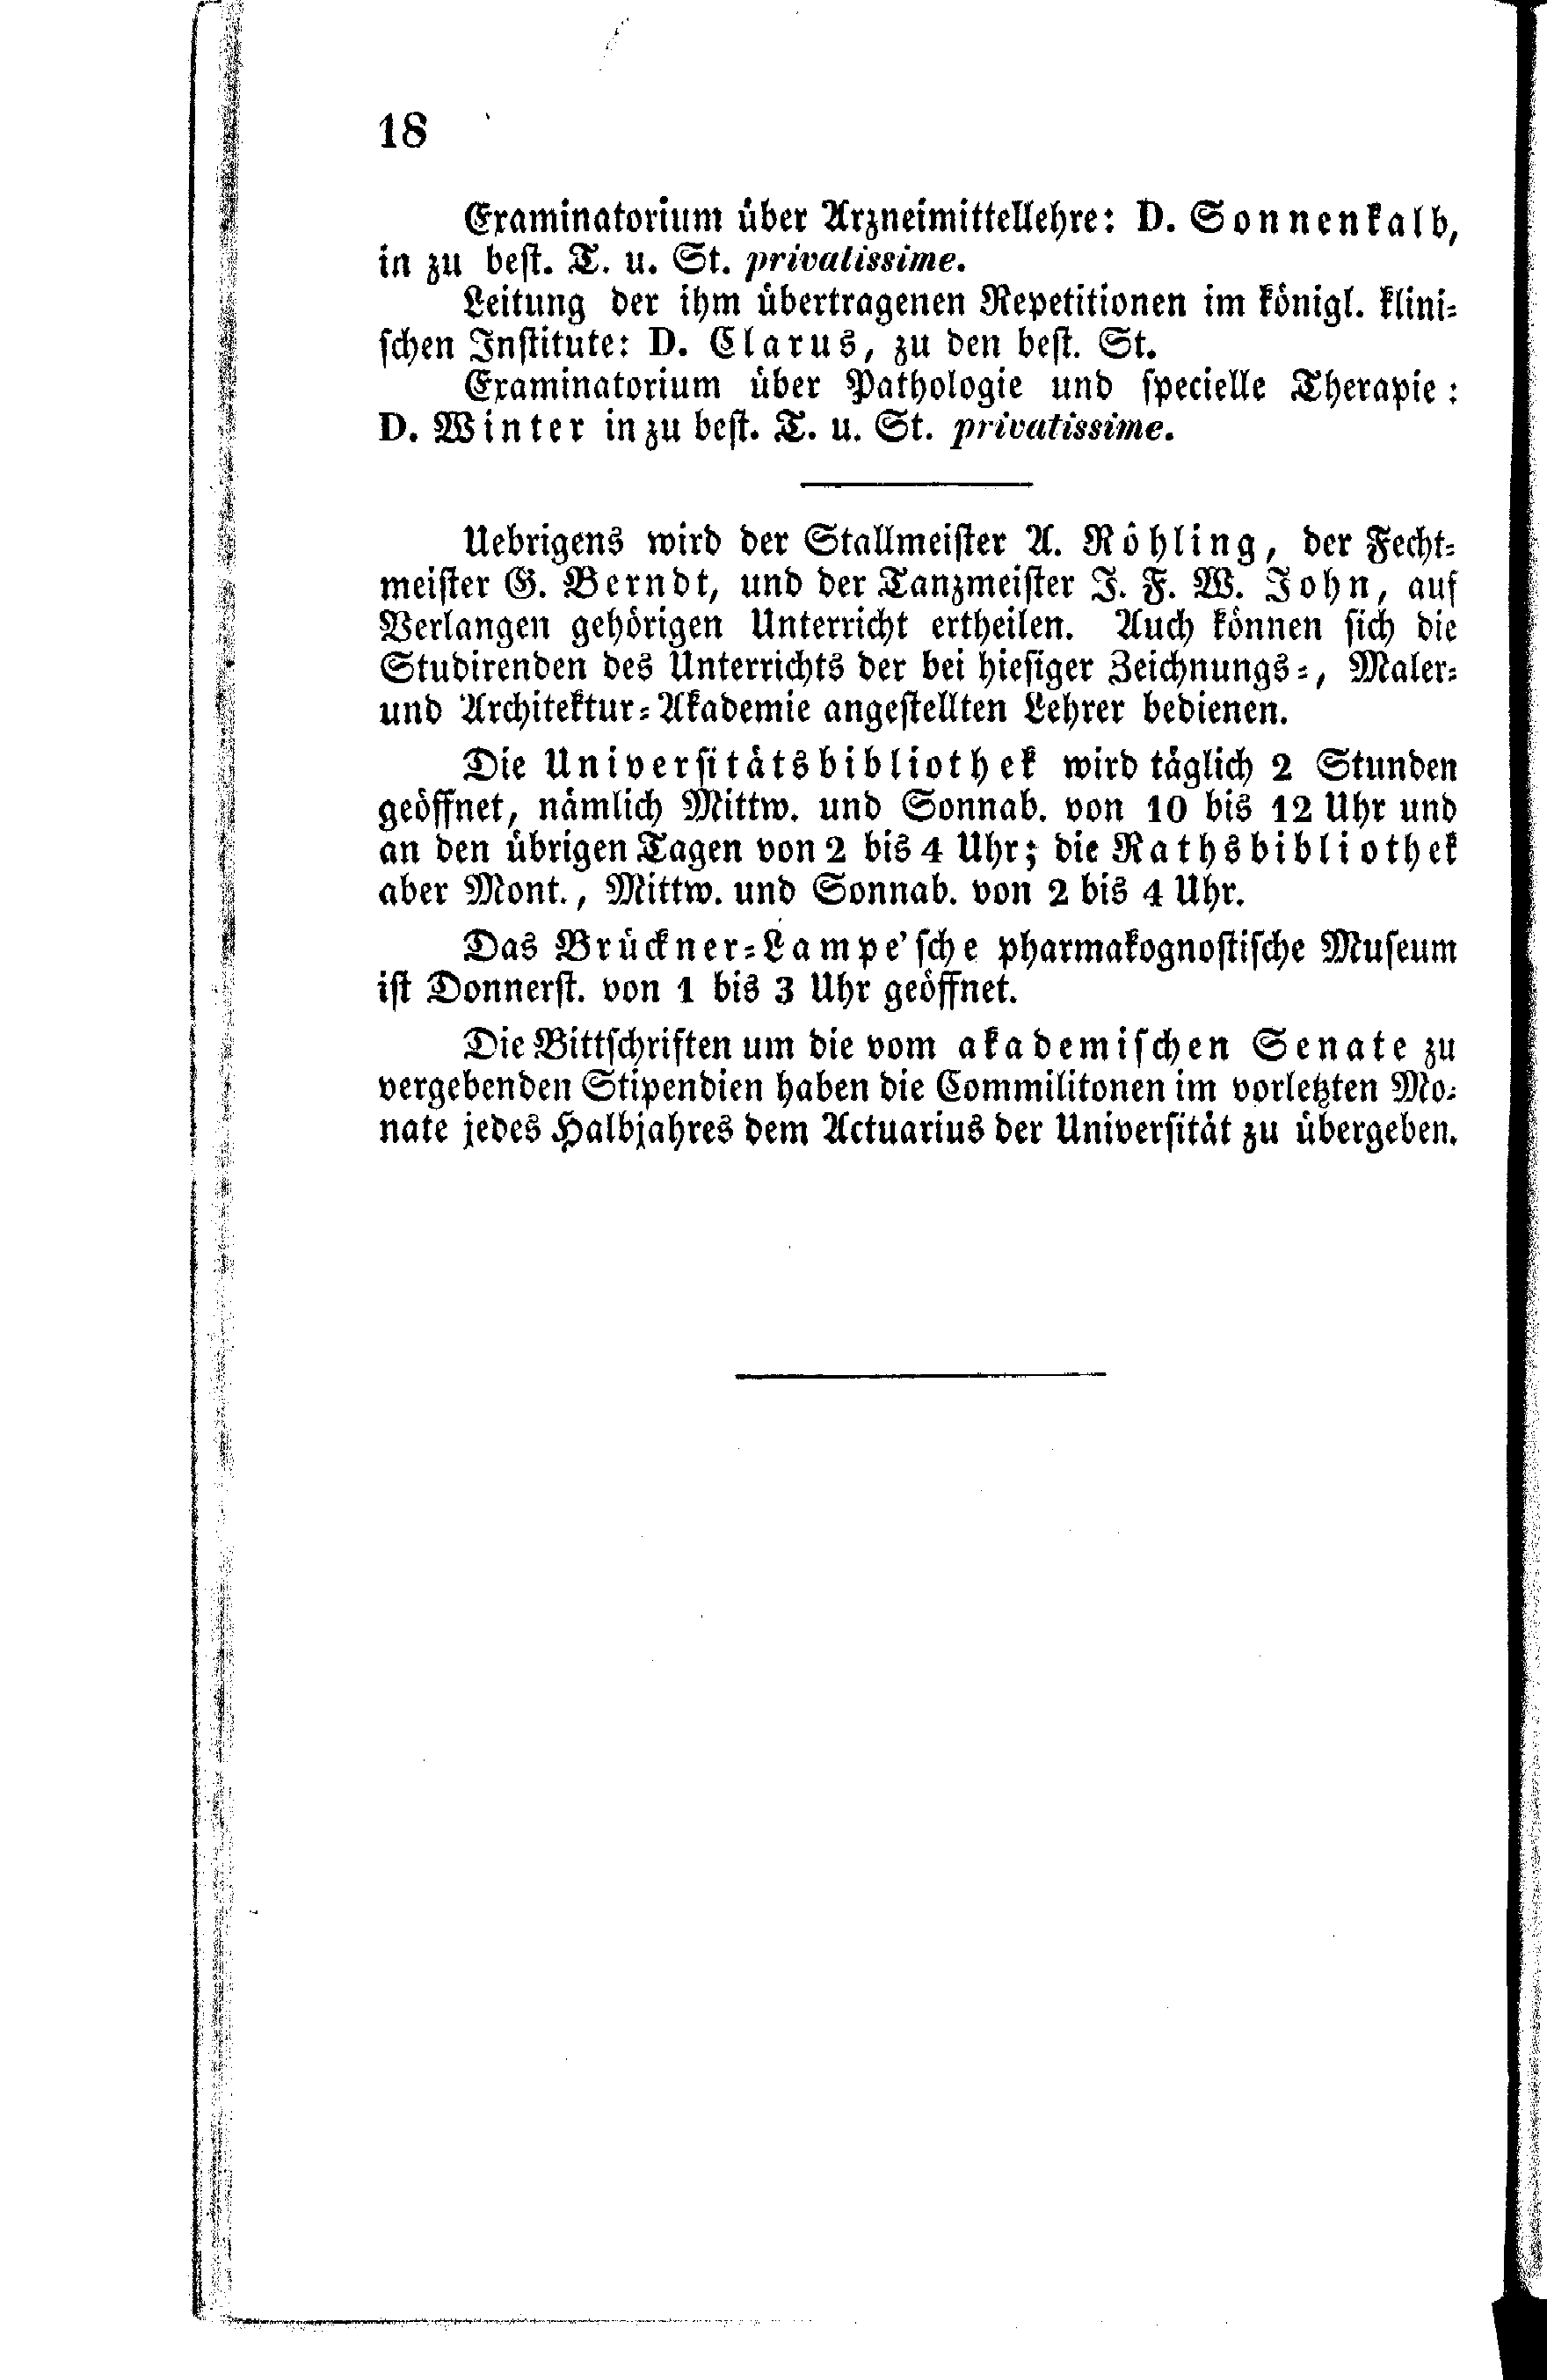 18
Examinatorium über Arzneimittellehre: D. Sonnenkalb,
in zu best. T. u. St. privatissime.
Leitung der ihm übertragenen Repetitionen im königl. klini-
schen Institute: D. Clarus, zu den best. St.
Examinatorium über Pathologie und specielle Therapie:
D. Winter in zu best. T. u. St. privatissime.
Uebrigens wird der Stallmeister A. Röhling, der Fecht-
meister G. Berndt, und der Tanzmeister J. F. W. John, auf
Verlangen gehörigen Unterricht ertheilen. Auch können sich die
Studirenden des Unterrichts der bei hiesiger Zeichnungs-, Maler-
und Architektur-Akademie angestellten Lehrer bedienen.
Die Universitätsbibliothek wird täglich 2 Stunden
geöffnet, nämlich Mittw. und Sonnab. von 10 bis 12 Uhr und
an den übrigen Tagen von 2 bis 4 Uhr; die Rathsbibliothek
aber Mont., Mittw. und Sonnab. von 2 bis 4 Uhr.
Das Brückner-Lampe'sche pharmakognostische Museum
ist Donnerst. von 1 bis 3 Uhr geöffnet.
Die Bittschriften um die vom akademischen Senate zu
vergebenden Stipendien haben die Commilitonen im vorletzten Mo-
nate jedes Halbjahres dem Actuarius der Universität zu übergeben.